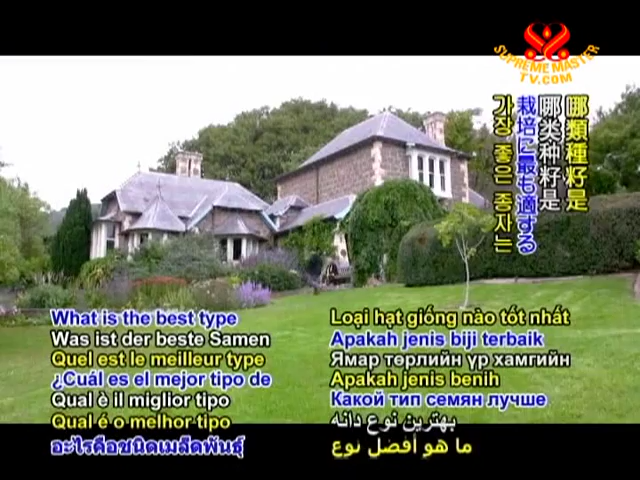 SUPREME MASTER
TV.COM
哪類種籽是
哪类种籽是
栽培に最も適する
가장 좋은 종자는
What is the best type
Was ist der beste Samen
Quel est le meilleur type
¿Cuál es el mejor tipo de
Qual è il miglior tipo
Qual é o melhor tipo
อะไรคือชนิดเมล็ดพันธุ์
Loại hạt giống nào tốt nhất
Apakah jenis biji terbaik
Ямар төрлийн үр хамгийн
Apakah jenis benih
Какой тип семян лучше
بهترین نوع دانه
ما هو أفضل نوع